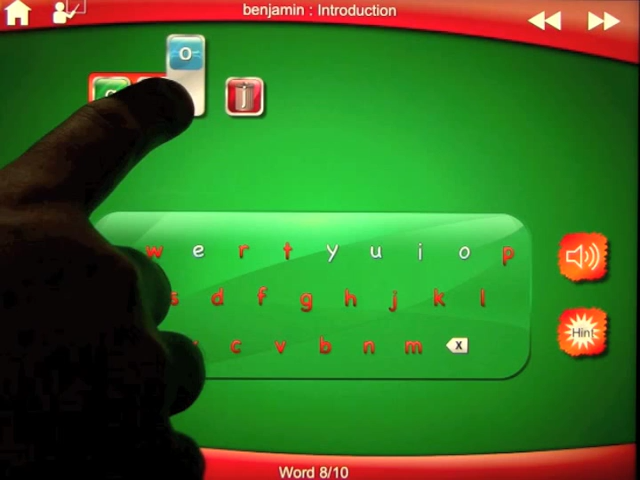 benjamin : Introduction
o
j
w e r t y u i o p
s d f g h j k l
c v b n m x
Hint
Word 8/10